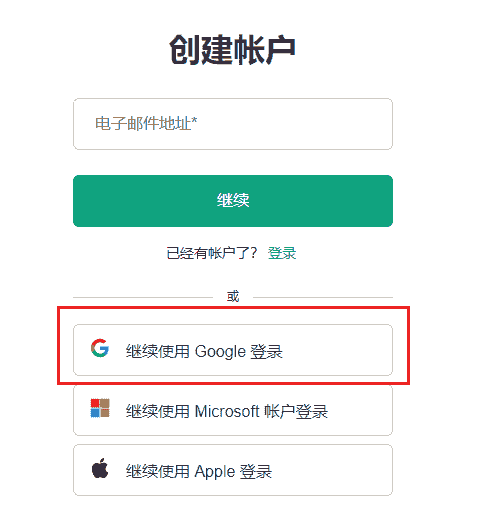 创建帐户
电子邮件地址*
继续
已经有帐户了? 登录
或
继续使用 Google 登录
继续使用 Microsoft 帐户登录
继续使用 Apple 登录